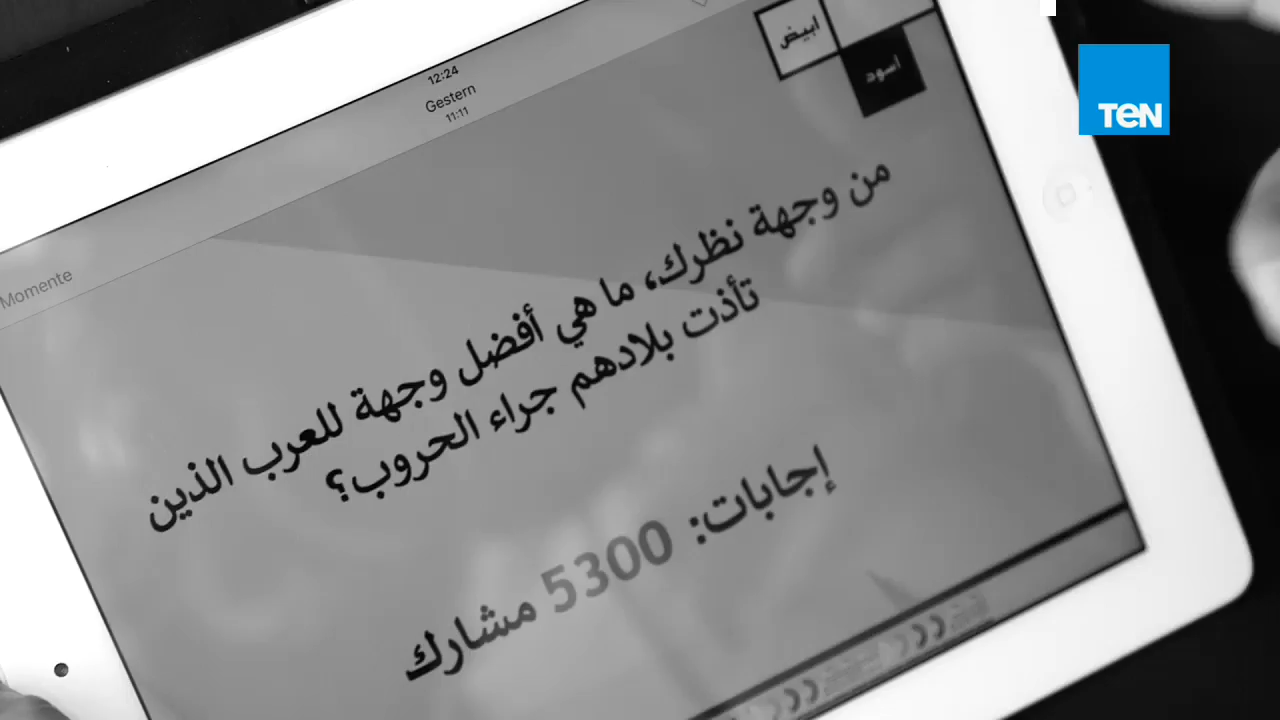 12:24
Gestern
11:11
Momente
ابيض
اسود
TeN
من وجهة نظرك، ما هي أفضل وجهة للعرب الذين
تأذت بلادهم جراء الحروب؟
إجابات: 5300 مشارك